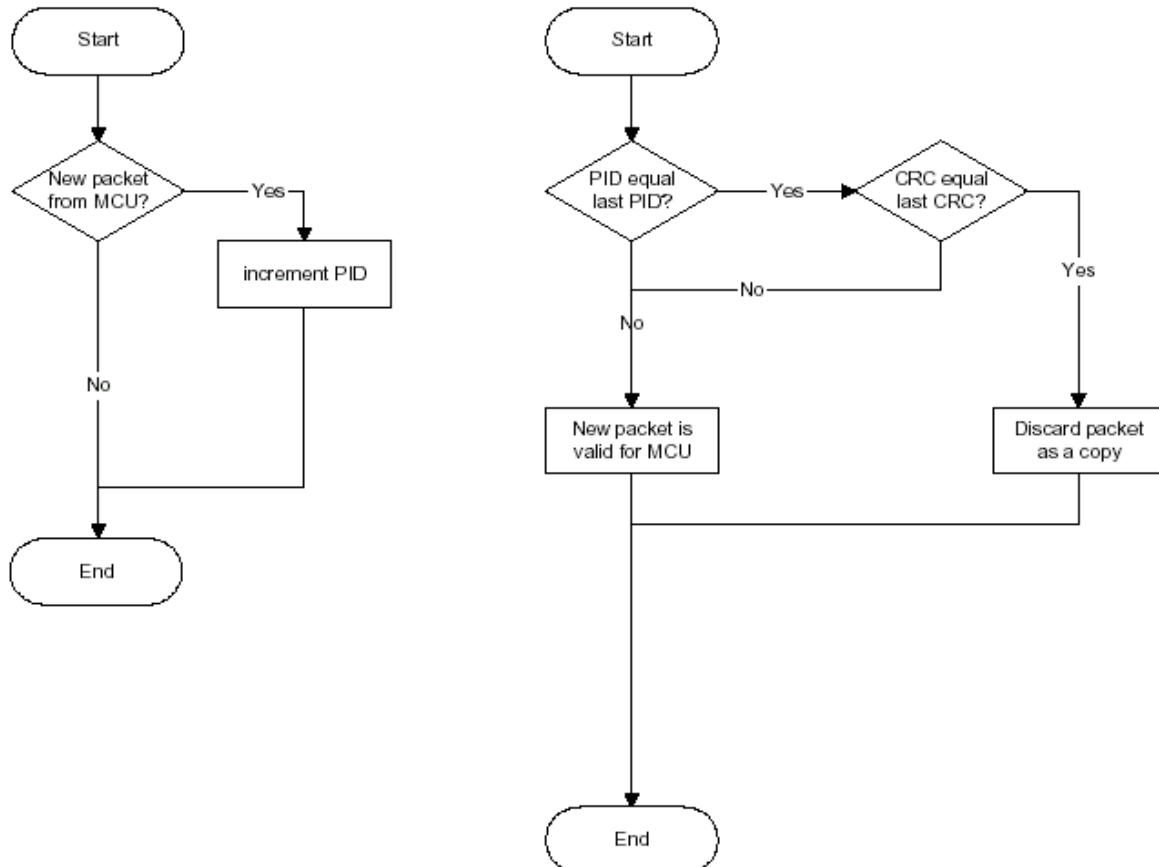 Start
New packet
from MCU?
Yes
increment PID
No
End
Start
PID equal
last PID?
Yes
CRC equal
last CRC?
Yes
No
No
New packet is
valid for MCU
Discard packet
as a copy
End